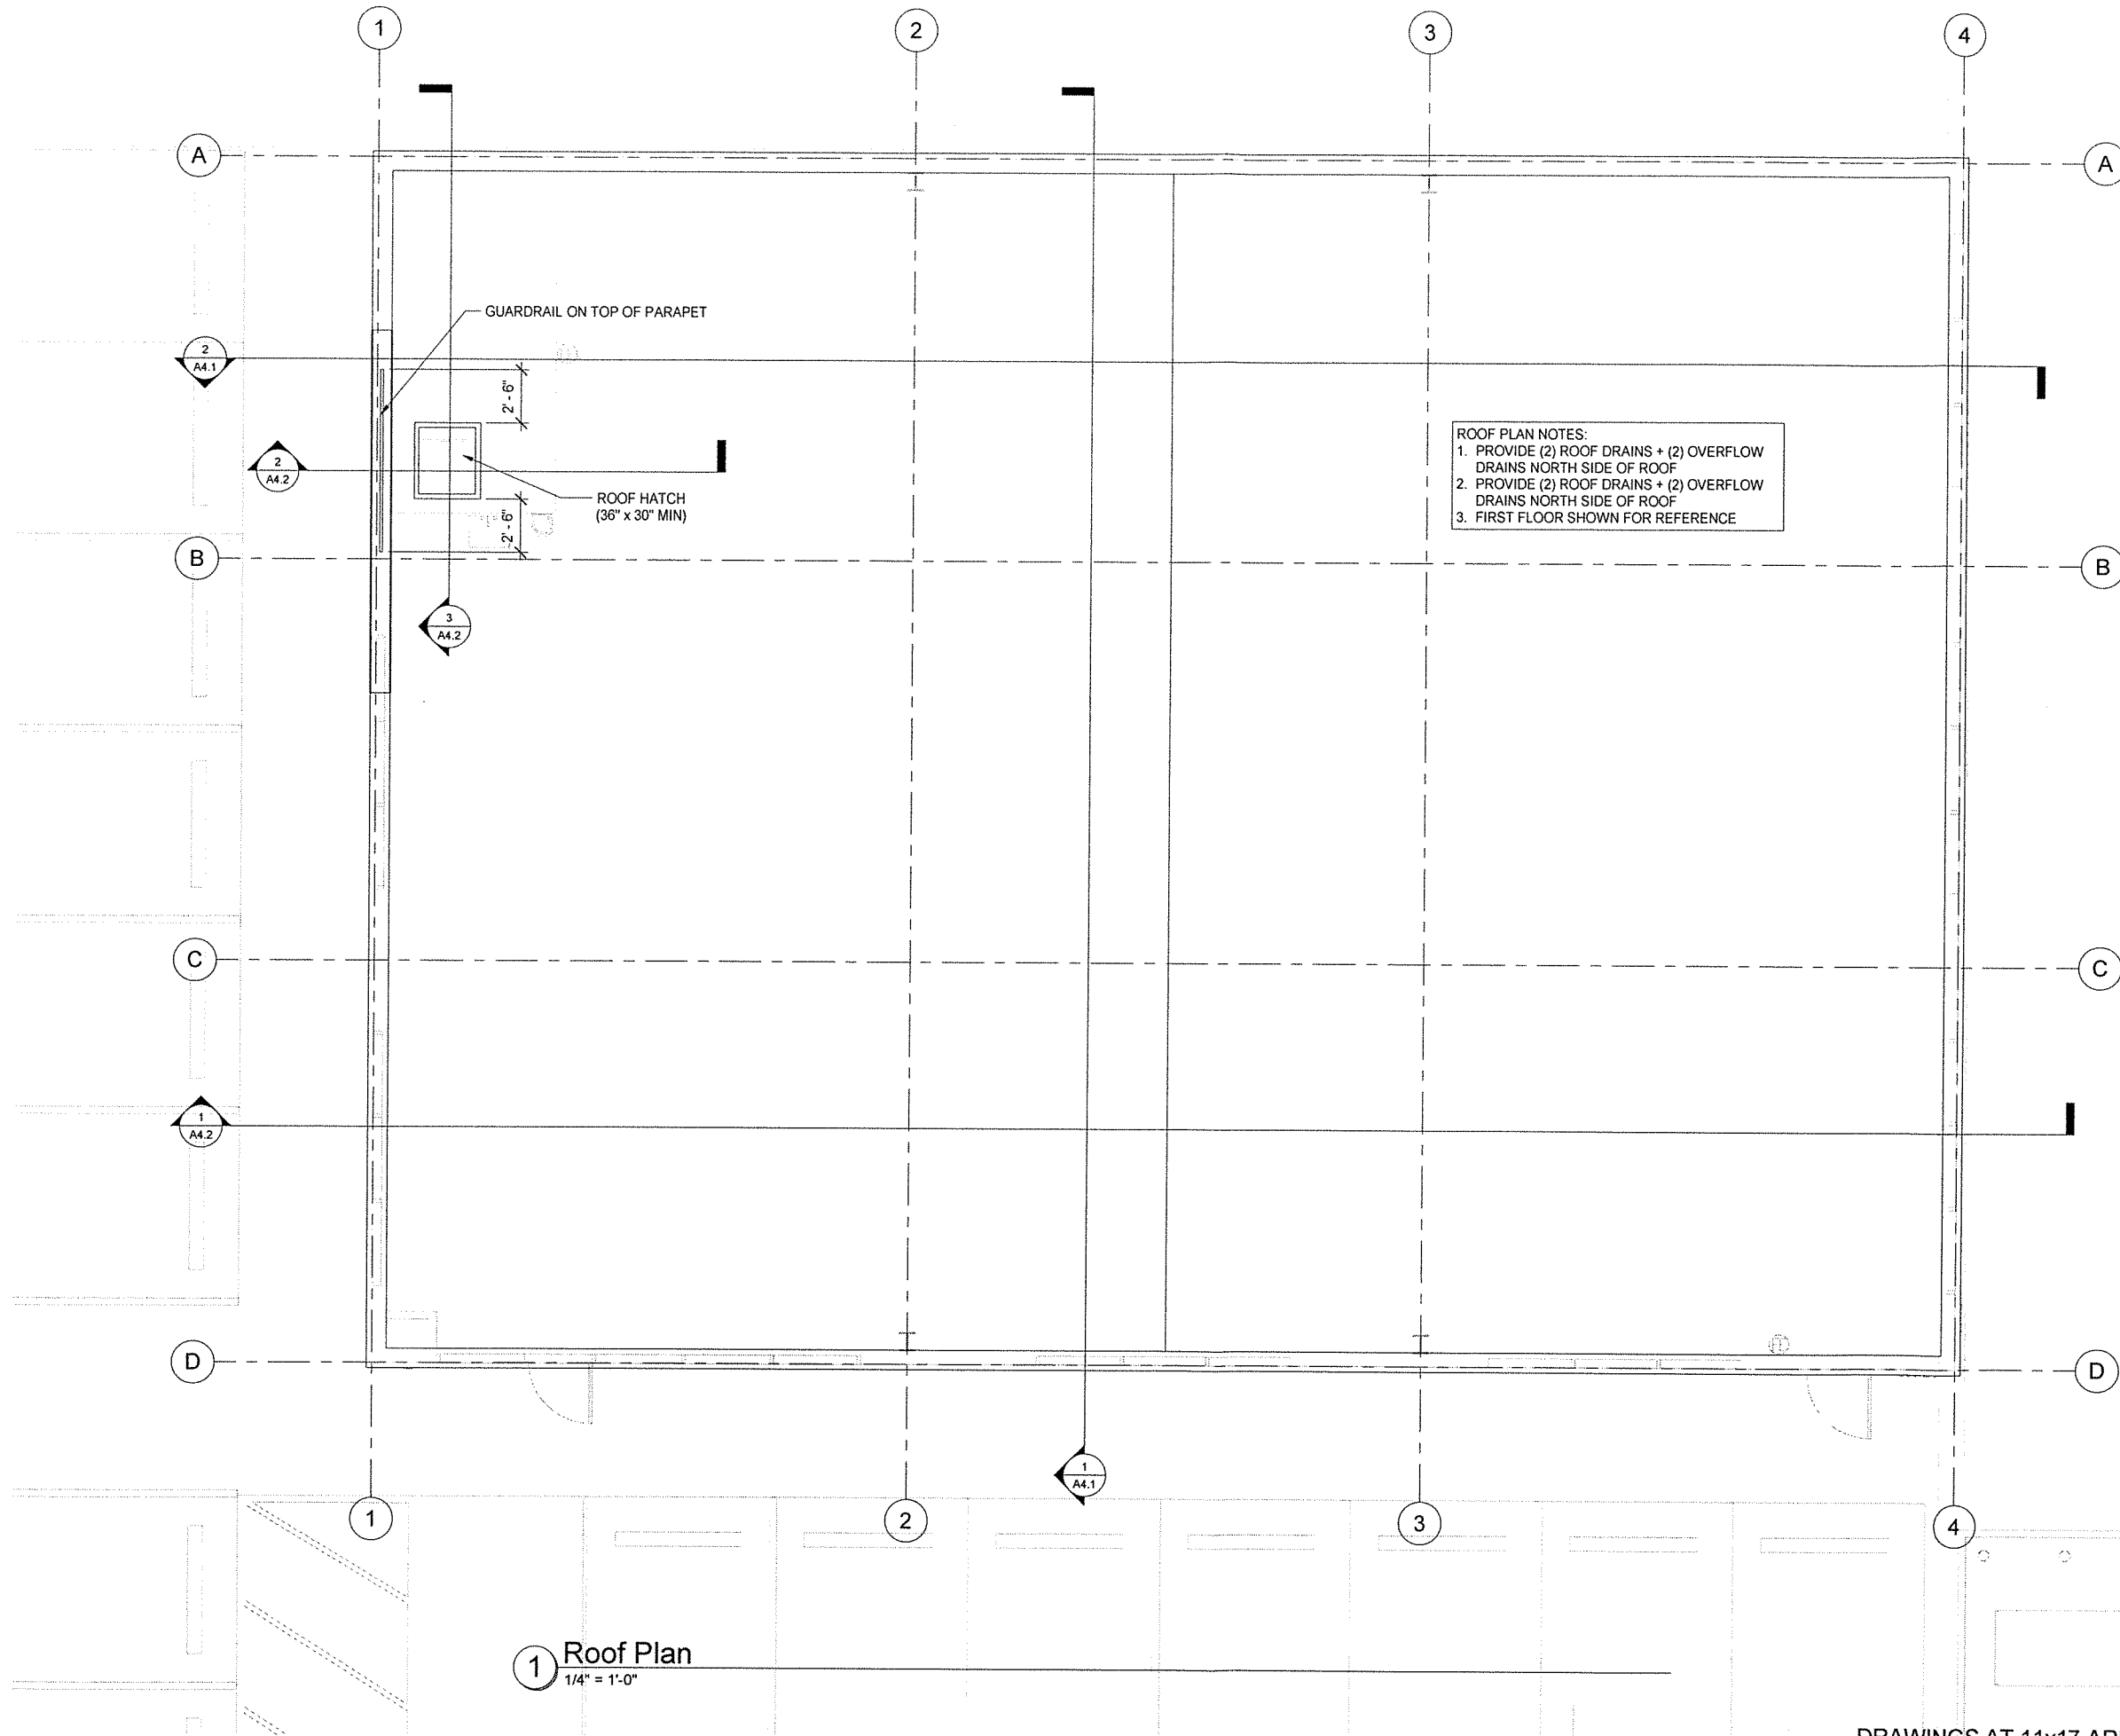 1
2
3
4
A
A
GUARDRAIL ON TOP OF PARAPET
2
A4.1
2' - 6"
ROOF PLAN NOTES:
1. PROVIDE (2) ROOF DRAINS + (2) OVERFLOW
DRAINS NORTH SIDE OF ROOF
2. PROVIDE (2) ROOF DRAINS + (2) OVERFLOW
DRAINS NORTH SIDE OF ROOF
3. FIRST FLOOR SHOWN FOR REFERENCE
2
A4.2
ROOF HATCH
(36" x 30" MIN)
2' - 6"
B
B
3
A4.2
C
C
1
A4.2
D
D
1
A4.1
1
2
3
4
1
Roof Plan
1/4" = 1'-0"
DRAWINGS AT 11x17 ARE